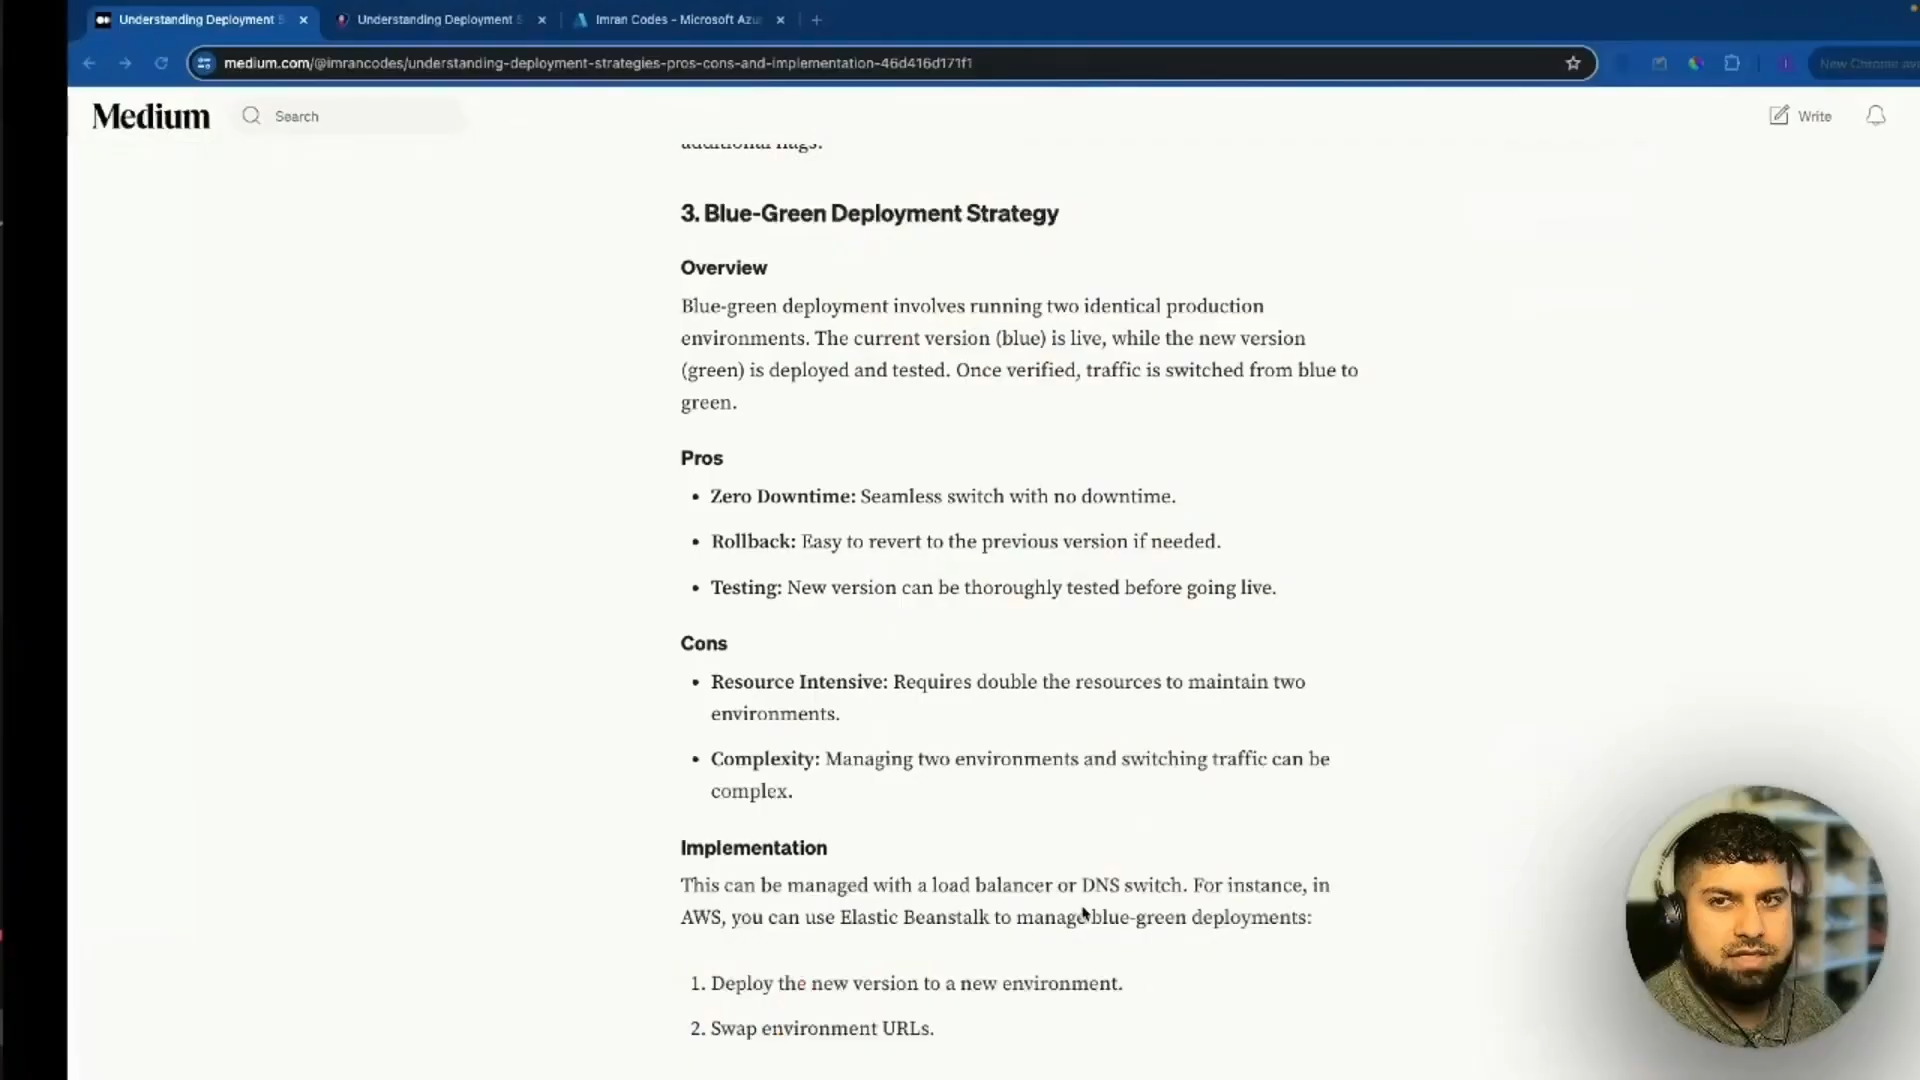 Understanding Deployment S
Understanding Deployment S
Imran Codes - Microsoft Azu
medium.com/@imrancodes/understanding-deployment-strategies-pros-cons-and-implementation-46d416d171f1
New Chrome ava
Medium
Search
Write
additional flags.
3. Blue-Green Deployment Strategy
Overview
Blue-green deployment involves running two identical production
environments. The current version (blue) is live, while the new version
(green) is deployed and tested. Once verified, traffic is switched from blue to
green.
Pros
• Zero Downtime: Seamless switch with no downtime.
• Rollback: Easy to revert to the previous version if needed.
• Testing: New version can be thoroughly tested before going live.
Cons
• Resource Intensive: Requires double the resources to maintain two
environments.
• Complexity: Managing two environments and switching traffic can be
complex.
Implementation
This can be managed with a load balancer or DNS switch. For instance, in
AWS, you can use Elastic Beanstalk to manage blue-green deployments:
1. Deploy the new version to a new environment.
2. Swap environment URLs.